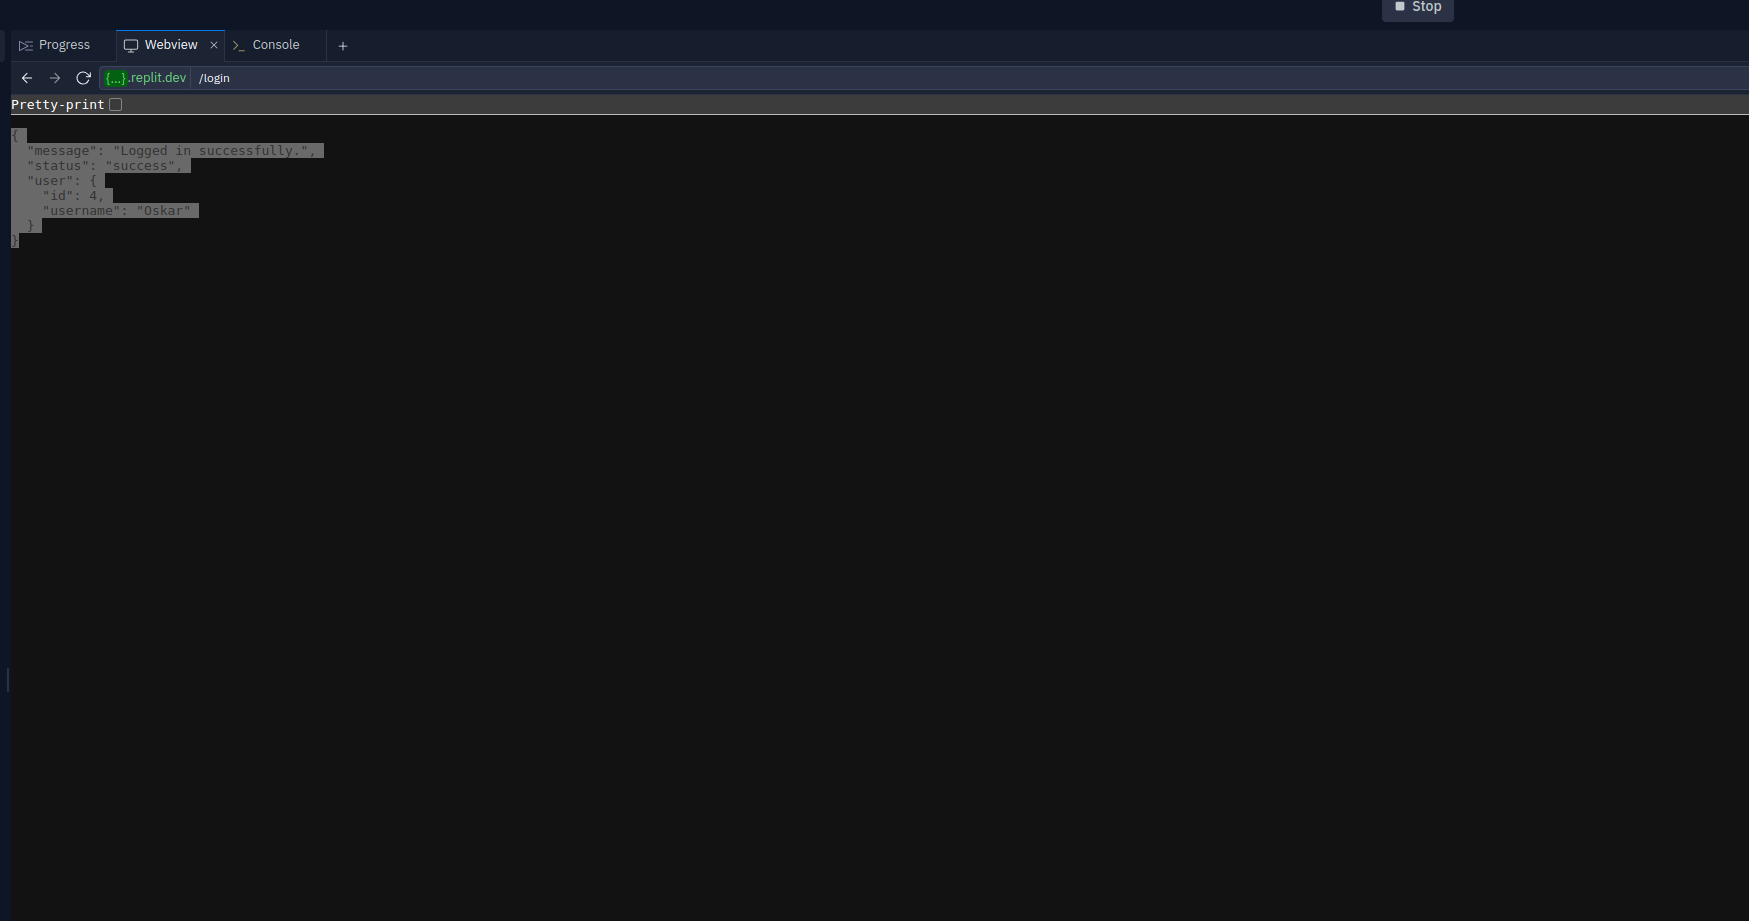 Stop
Progress
Webview
Console
{...}.replit.dev /login
Pretty-print
{
"message": "Logged in successfully.",
"status": "success",
"user": {
"id": 4,
"username": "Oskar"
}
}